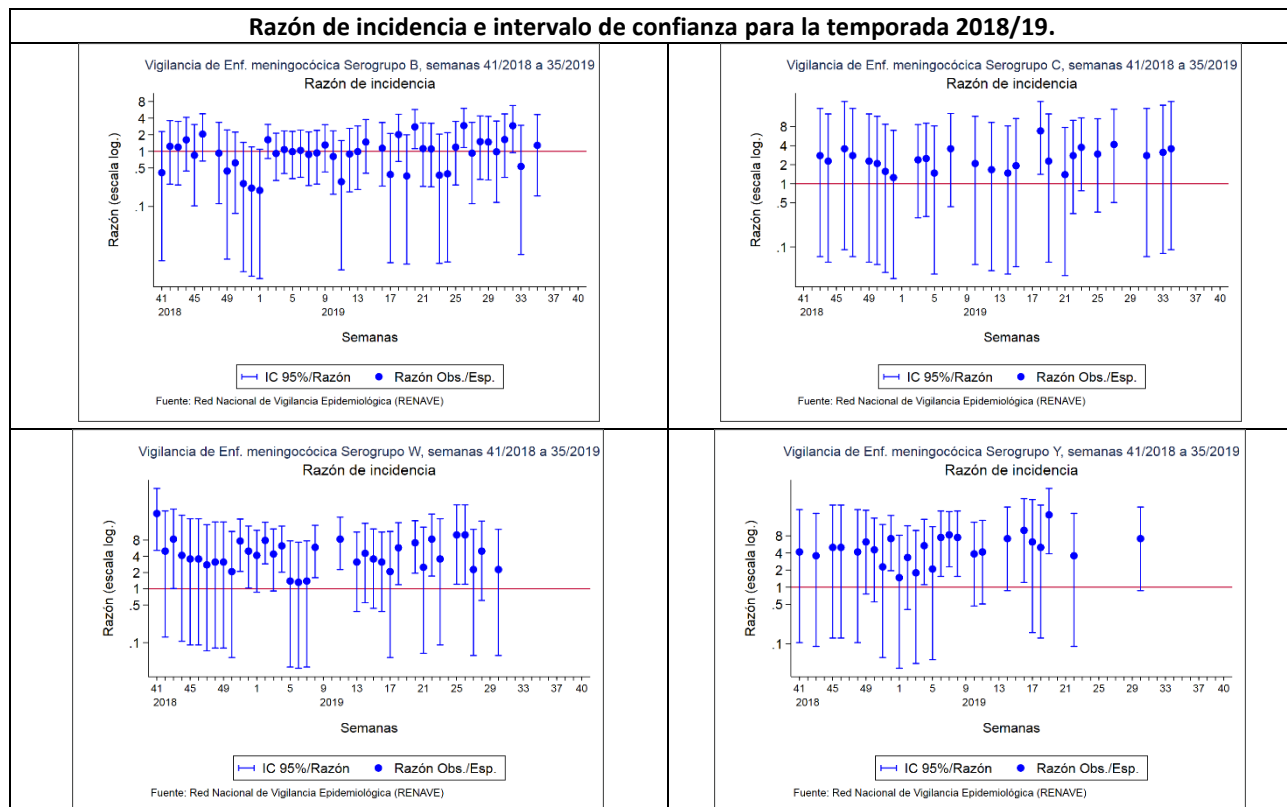 Razón de incidencia e intervalo de confianza para la temporada 2018/19.
Vigilancia de Enf. meningocócica Serogrupo B, semanas 41/2018 a 35/2019
Razón de incidencia
Razón (escala log.)
8
4
2
1
.5
.1
41 45 49 1 5 9 13 17 21 25 29 33 36 40
2018 2019
Semanas
IC 95%/Razón Razón Obs./Esp.
Fuente: Red Nacional de Vigilancia Epidemiológica (RENAVE)
Vigilancia de Enf. meningocócica Serogrupo C, semanas 41/2018 a 35/2019
Razón de incidencia
Razón (escala log.)
8
4
2
1
.5
.1
41 45 49 1 5 9 13 17 21 25 29 33 36 40
2018 2019
Semanas
IC 95%/Razón Razón Obs./Esp.
Fuente: Red Nacional de Vigilancia Epidemiológica (RENAVE)
Vigilancia de Enf. meningocócica Serogrupo W, semanas 41/2018 a 35/2019
Razón de incidencia
Razón (escala log.)
8
4
2
1
.5
.1
41 45 49 1 5 9 13 17 21 25 29 33 36 40
2018 2019
Semanas
IC 95%/Razón Razón Obs./Esp.
Fuente: Red Nacional de Vigilancia Epidemiológica (RENAVE)
Vigilancia de Enf. meningocócica Serogrupo Y, semanas 41/2018 a 35/2019
Razón de incidencia
Razón (escala log.)
8
4
2
1
.5
.1
41 45 49 1 5 9 13 17 21 25 29 33 36 40
2018 2019
Semanas
IC 95%/Razón Razón Obs./Esp.
Fuente: Red Nacional de Vigilancia Epidemiológica (RENAVE)